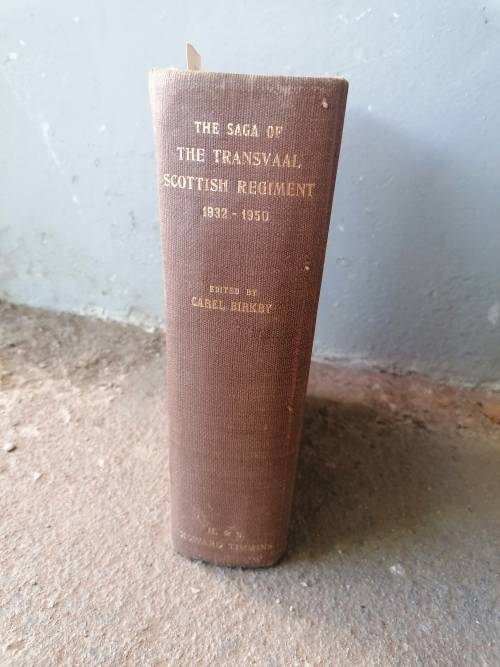 THE SAGA OF
THE TRANSVAAL
SCOTTISH REGIMENT
1932 - 1950
EDITED BY
CAREL BIRKBY
HOWARD TIMMINS